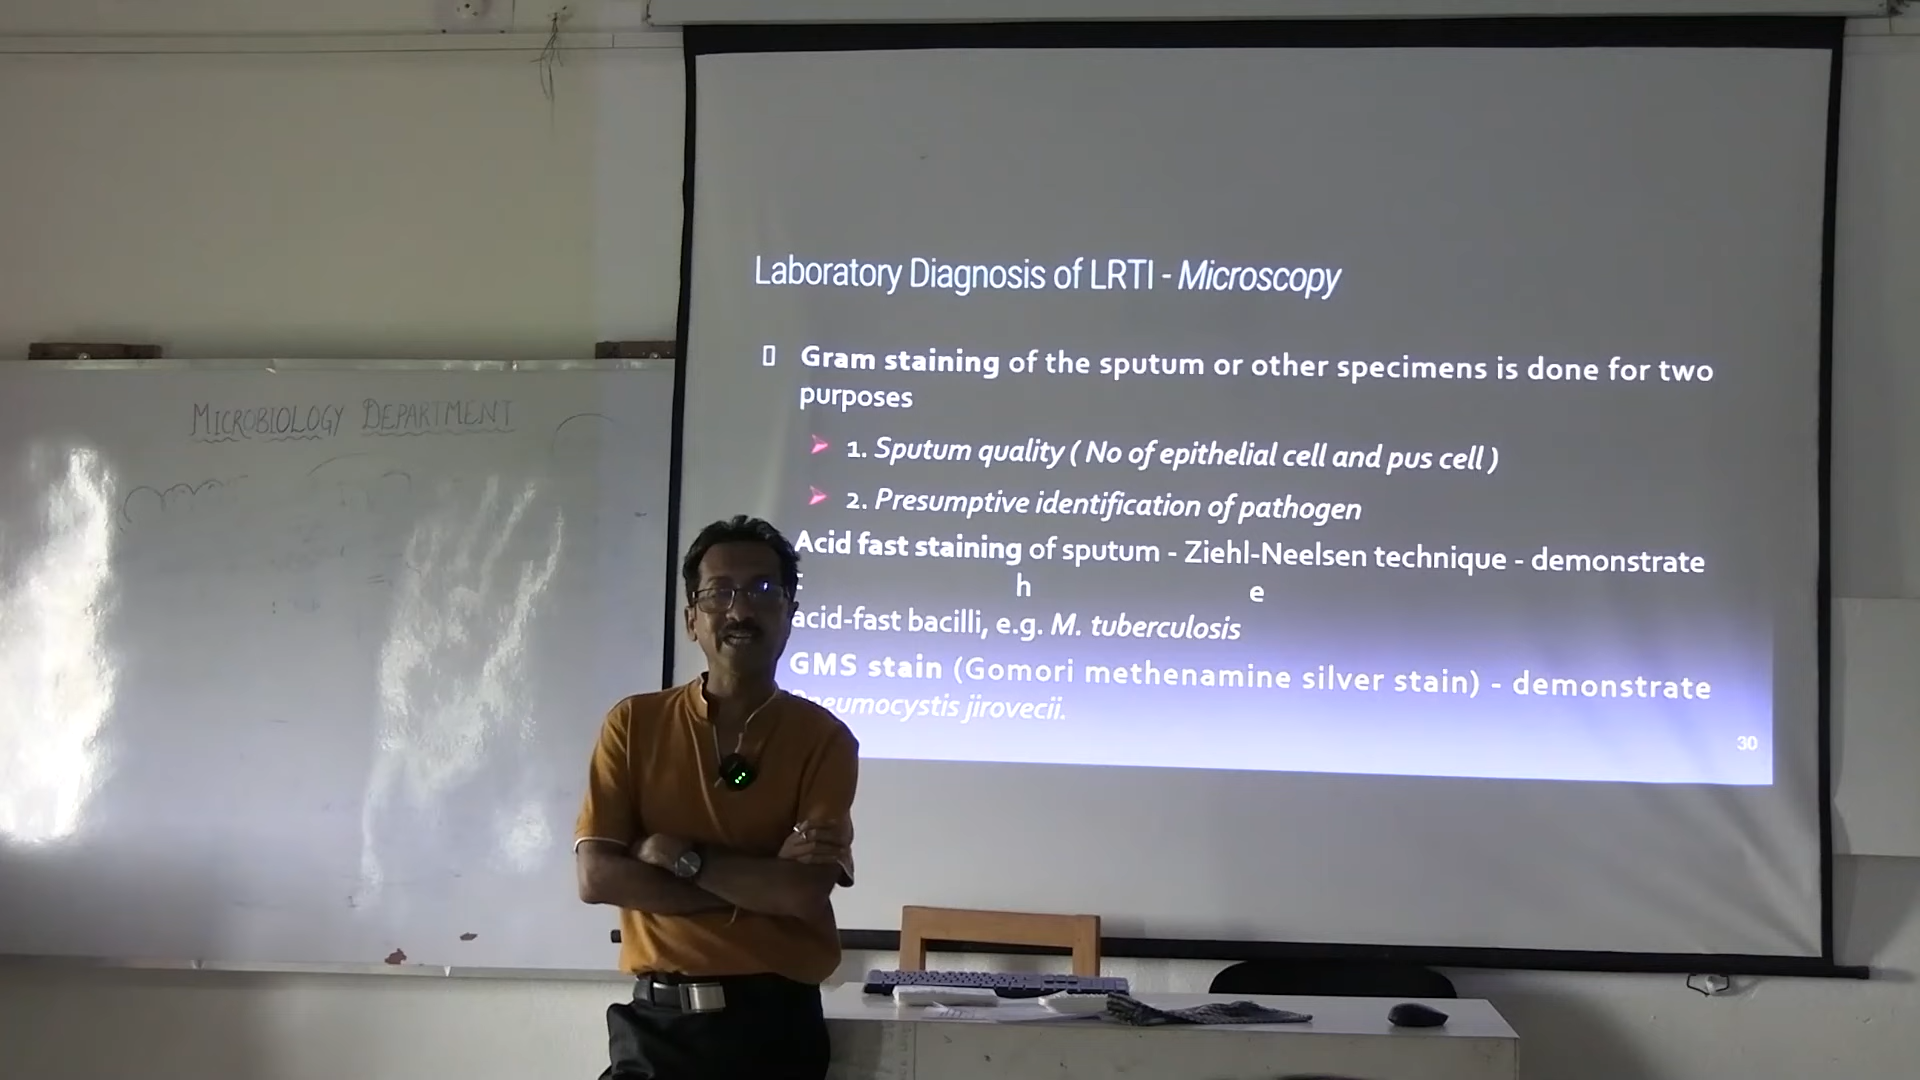 MICROBIOLOGY DEPARTMENT
Laboratory Diagnosis of LRTI - Microscopy
Gram staining of the sputum or other specimens is done for two
purposes
1. Sputum quality ( No of epithelial cell and pus cell )
2. Presumptive identification of pathogen
Acid fast staining of sputum - Ziehl-Neelsen technique - demonstrate
t h e
acid-fast bacilli, e.g. M. tuberculosis
GMS stain (Gomori methenamine silver stain) - demonstrate
Pneumocystis jirovecii.
30